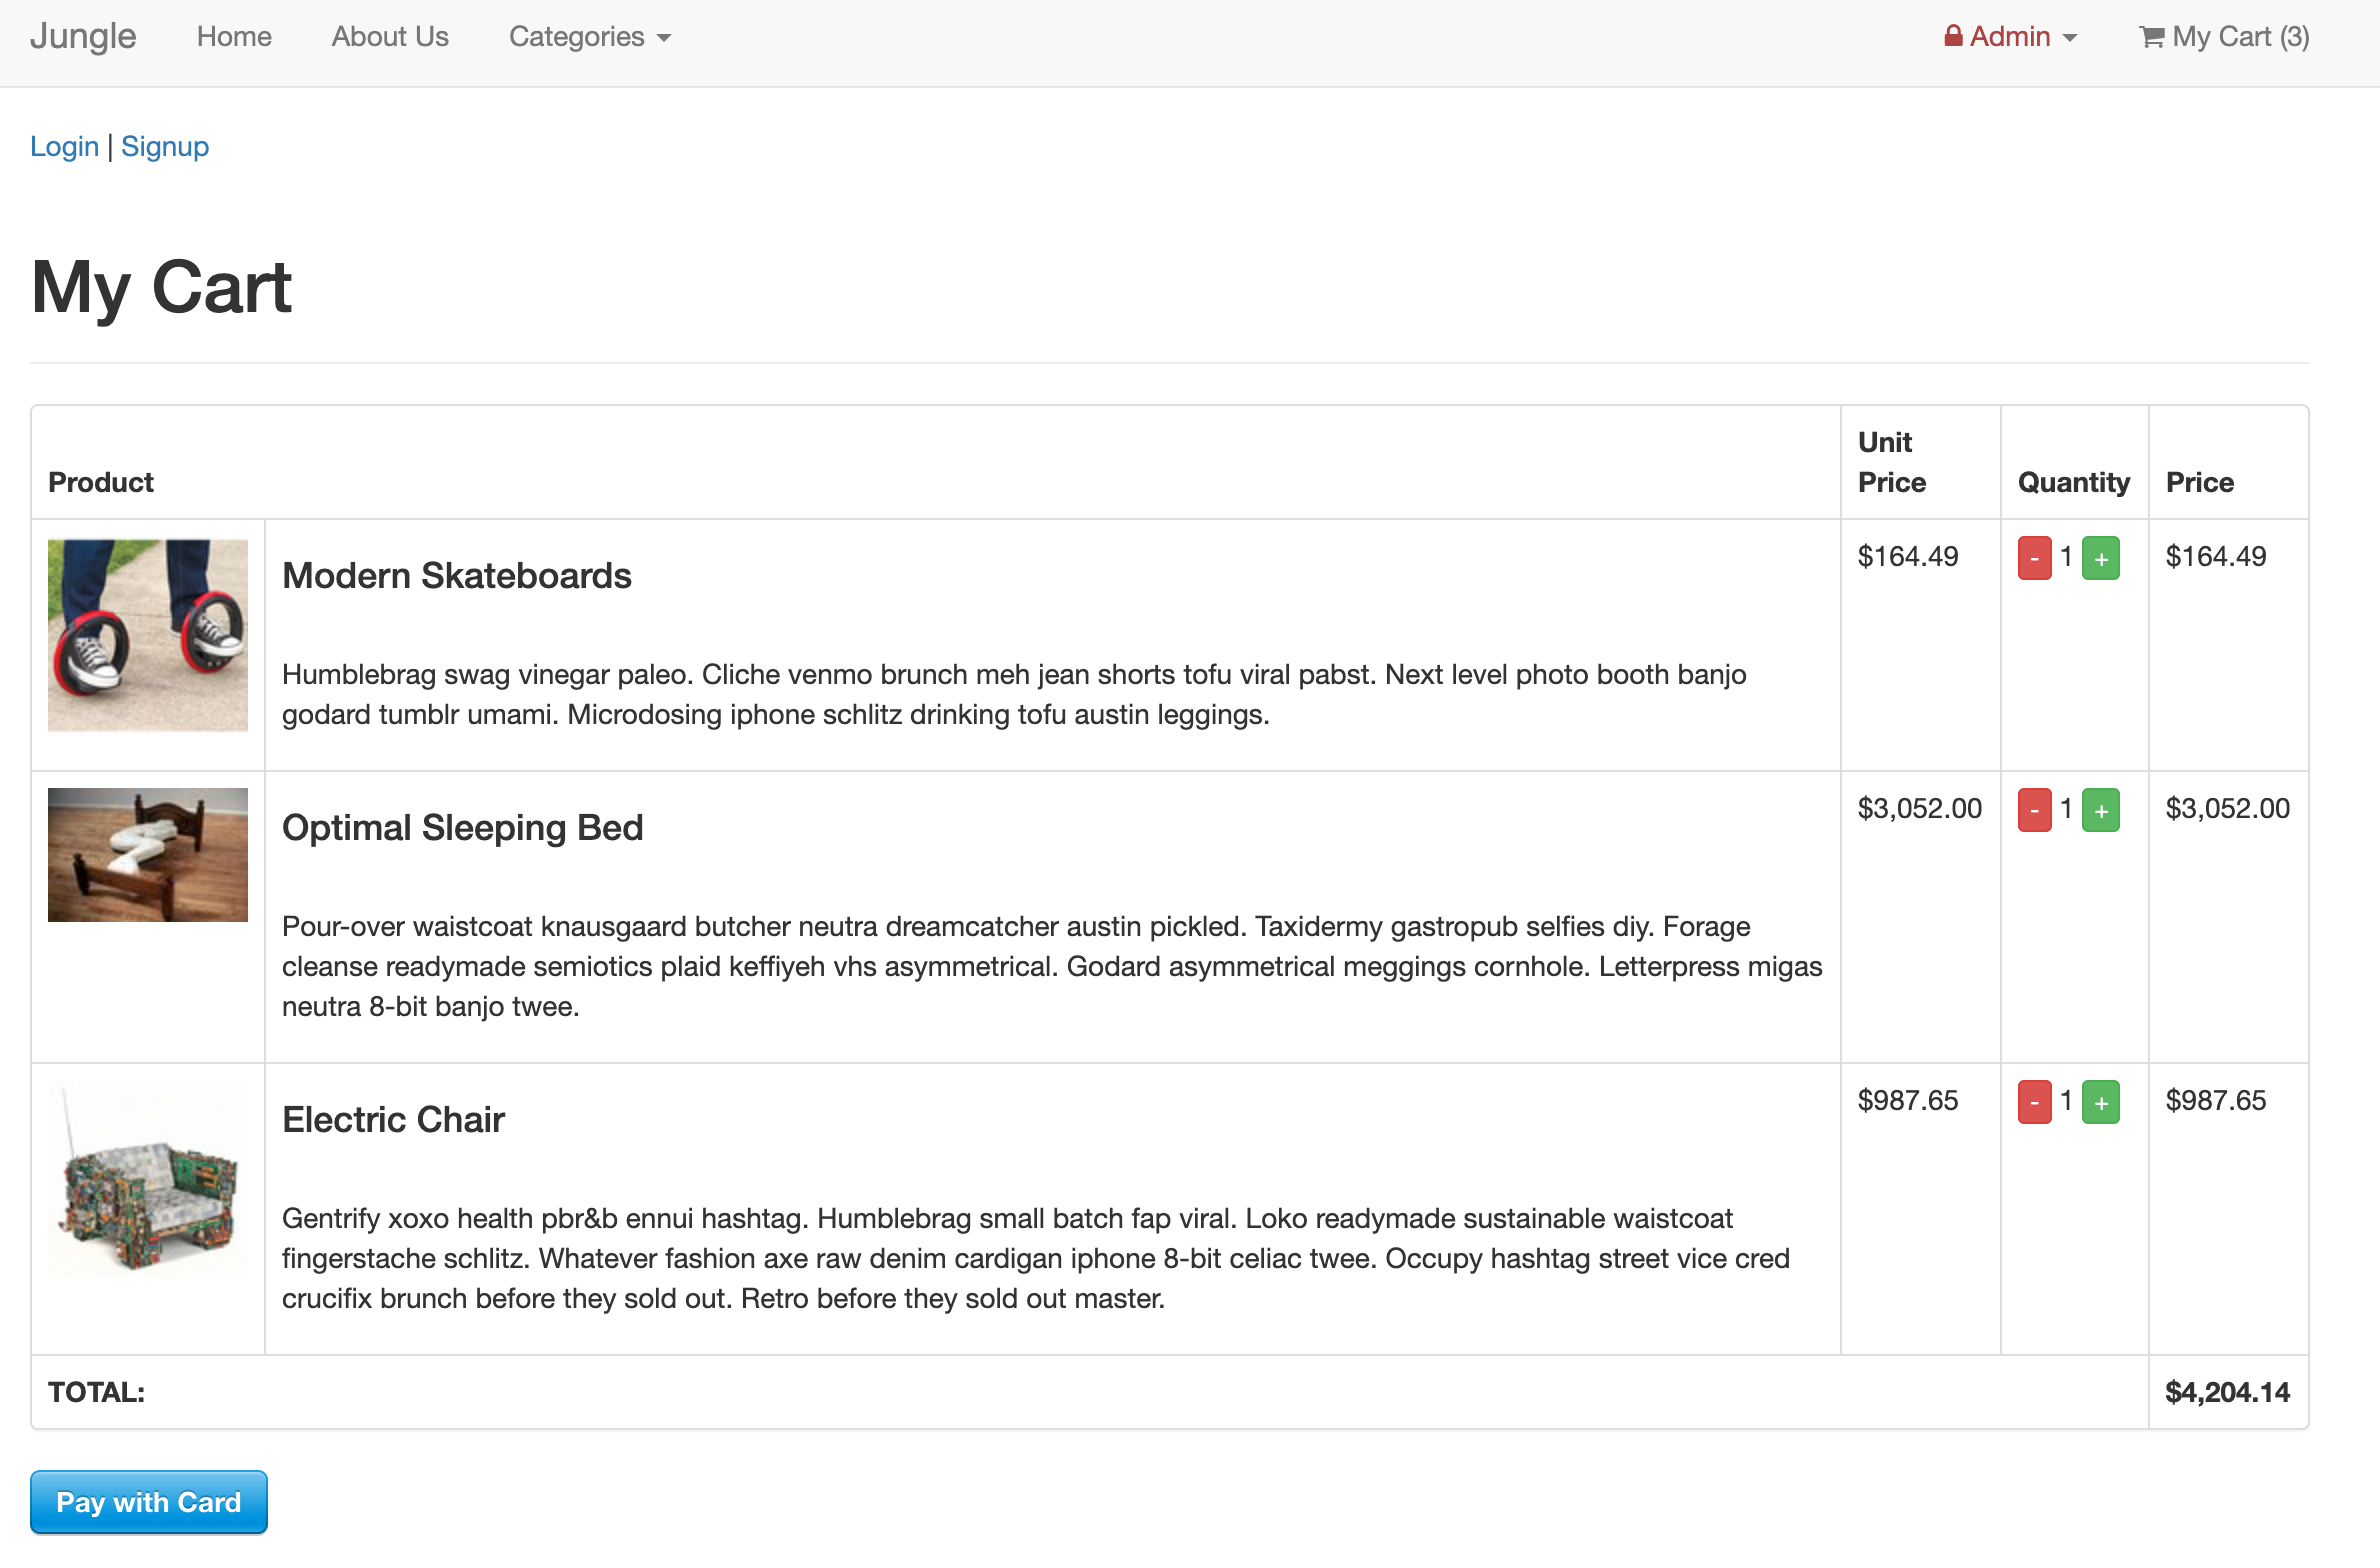 Jungle Home About Us Categories Admin My Cart (3)
Login | Signup
My Cart
Product Unit Price Quantity Price
Modern Skateboards $164.49 - 1 + $164.49
Humblebrag swag vinegar paleo. Cliche venmo brunch meh jean shorts tofu viral pabst. Next level photo booth banjo
godard tumblr umami. Microdosing iphone schlitz drinking tofu austin leggings.
Optimal Sleeping Bed $3,052.00 - 1 + $3,052.00
Pour-over waistcoat knausgaard butcher neutra dreamcatcher austin pickled. Taxidermy gastropub selfies diy. Forage
cleanse readymade semiotics plaid keffiyeh vhs asymmetrical. Godard asymmetrical meggings cornhole. Letterpress migas
neutra 8-bit banjo twee.
Electric Chair $987.65 - 1 + $987.65
Gentrify xoxo health pbr&b ennui hashtag. Humblebrag small batch fap viral. Loko readymade sustainable waistcoat
fingerstache schlitz. Whatever fashion axe raw denim cardigan iphone 8-bit celiac twee. Occupy hashtag street vice cred
crucifix brunch before they sold out. Retro before they sold out master.
TOTAL: $4,204.14
Pay with Card